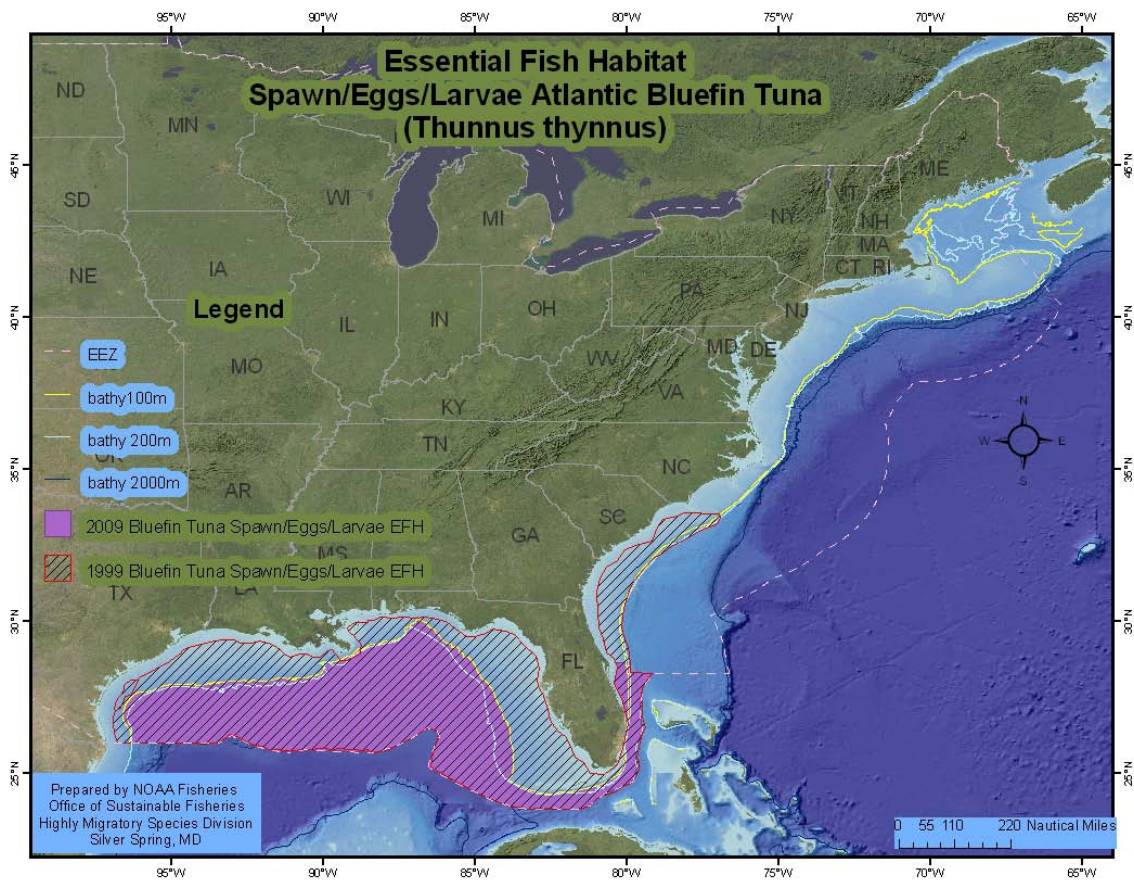 95°W 90°W 85°W 80°W 75°W 70°W 65°W
Essential Fish Habitat
Spawn/Eggs/Larvae Atlantic Bluefin Tuna
(Thunnus thynnus)
ND
MN
ME
45°N
45°N
SD
WI
MI
NY
NH
MA
NE
IA
CT RI
Legend
PA
OH
NJ
40°N
IL
IN
40°N
EEZ
MD
DE
WV
MO
VA
bathy100m
KY
bathy 200m
TN
N
W
E
S
NC
35°N
35°N
bathy 2000m
AR
SC
2009 Bluefin Tuna Spawn/Eggs/Larvae EFH
GA
MS
1999 Bluefin Tuna Spawn/Eggs/Larvae EFH
TX
LA
30°N
30°N
FL
25°N
25°N
Prepared by NOAA Fisheries
Office of Sustainable Fisheries
Highly Migratory Species Division
Silver Spring, MD
0 55 110 220 Nautical Miles
95°W 90°W 85°W 80°W 75°W 70°W 65°W